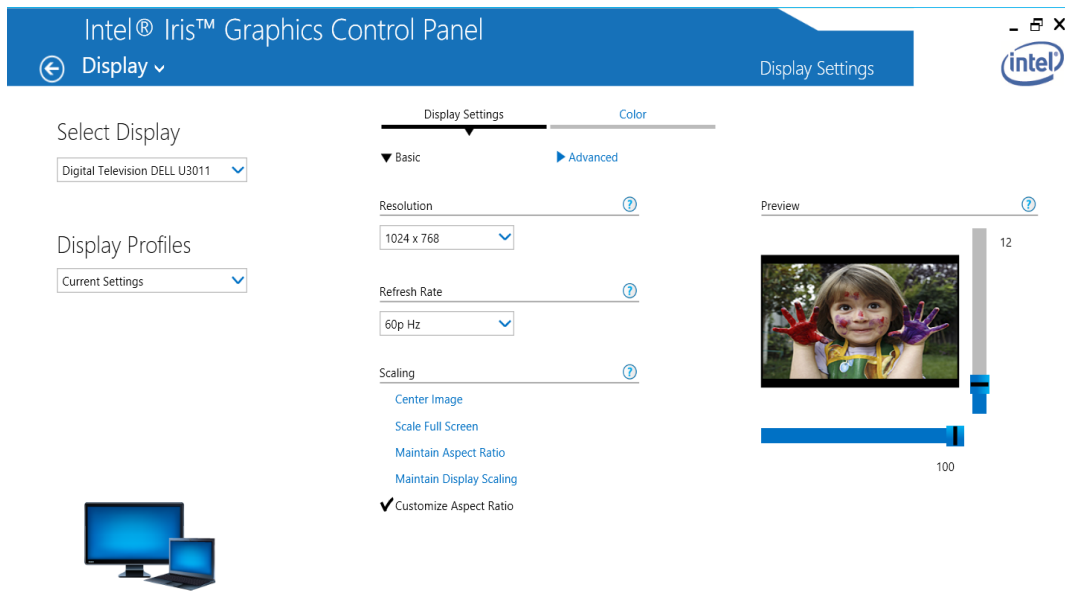 Intel® Iris™ Graphics Control Panel
Display
Display Settings
intel®
Select Display
Digital Television DELL U3011
Display Profiles
Current Settings
Display Settings
Color
Basic
Advanced
Resolution
?
1024 x 768
Refresh Rate
?
60p Hz
Scaling
?
Center Image
Scale Full Screen
Maintain Aspect Ratio
Maintain Display Scaling
Customize Aspect Ratio
Preview
?
12
100